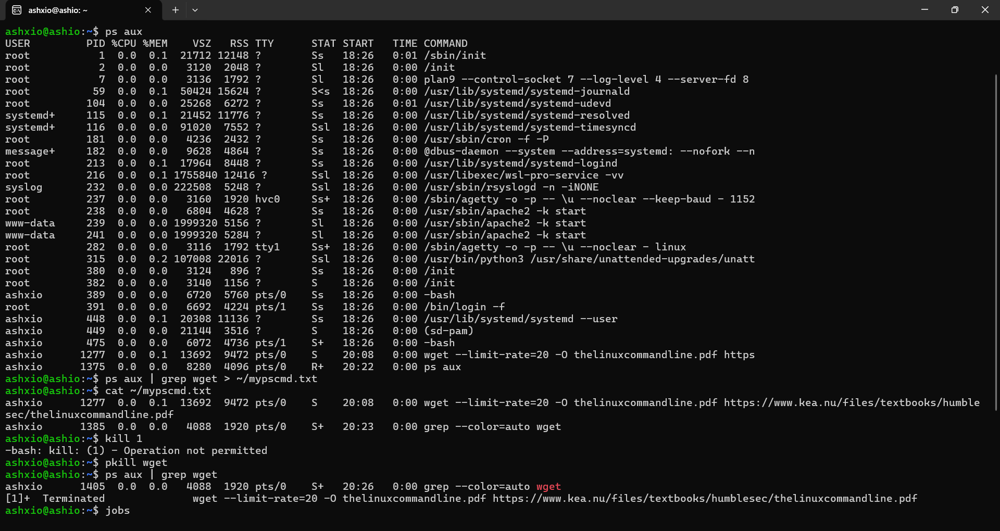 ashxio@ashio: ~
ashxio@ashio:~$ ps aux
USER         PID %CPU %MEM    VSZ   RSS TTY      STAT START   TIME COMMAND
root           1  0.0  0.1  21712 12148 ?        Ss   18:26   0:01 /sbin/init
root           2  0.0  0.0   3120  2048 ?        Sl   18:26   0:00 /init
root           7  0.0  0.0   3136  1792 ?        Sl   18:26   0:00 plan9 --control-socket 7 --log-level 4 --server-fd 8
root          59  0.0  0.1  50424 15624 ?        S<s  18:26   0:00 /usr/lib/systemd/systemd-journald
root         104  0.0  0.0  25268  6272 ?        Ss   18:26   0:01 /usr/lib/systemd/systemd-udevd
systemd+     115  0.0  0.1  21452 11776 ?        Ss   18:26   0:00 /usr/lib/systemd/systemd-resolved
systemd+     116  0.0  0.0  91020  7552 ?        Ssl  18:26   0:00 /usr/lib/systemd/systemd-timesyncd
root         181  0.0  0.0   4236  2432 ?        Ss   18:26   0:00 /usr/sbin/cron -f -P
message+     182  0.0  0.0   9628  4864 ?        Ss   18:26   0:00 @dbus-daemon --system --address=systemd: --nofork --n
root         213  0.0  0.1  17964  8448 ?        Ss   18:26   0:00 /usr/lib/systemd/systemd-logind
root         216  0.0  0.1 1755840 12416 ?       Ssl  18:26   0:00 /usr/libexec/wsl-pro-service -vv
syslog       232  0.0  0.0 222508  5248 ?        Ssl  18:26   0:00 /usr/sbin/rsyslogd -n -iNONE
root         237  0.0  0.0   3160  1920 hvc0     Ss+  18:26   0:00 /sbin/agetty -o -p -- \u --noclear --keep-baud - 1152
root         238  0.0  0.0   6804  4628 ?        Ss   18:26   0:00 /usr/sbin/apache2 -k start
www-data     239  0.0  0.0 1999320 5156 ?        Sl   18:26   0:00 /usr/sbin/apache2 -k start
www-data     241  0.0  0.0 1999320 5284 ?        Sl   18:26   0:00 /usr/sbin/apache2 -k start
root         282  0.0  0.0   3116  1792 tty1     Ss+  18:26   0:00 /sbin/agetty -o -p -- \u --noclear - linux
root         315  0.0  0.2 107008 22016 ?        Ssl  18:26   0:00 /usr/bin/python3 /usr/share/unattended-upgrades/unatt
root         380  0.0  0.0   3124   896 ?        Ss   18:26   0:00 /init
root         382  0.0  0.0   3140  1156 ?        S    18:26   0:00 /init
ashxio       389  0.0  0.0   6720  5760 pts/0    Ss   18:26   0:00 -bash
root         391  0.0  0.0   6692  4224 pts/1    Ss   18:26   0:00 /bin/login -f
ashxio       448  0.0  0.1  20308 11136 ?        Ss   18:26   0:00 /usr/lib/systemd/systemd --user
ashxio       449  0.0  0.0  21144  3516 ?        S    18:26   0:00 (sd-pam)
ashxio       475  0.0  0.0   6072  4736 pts/1    S+   18:26   0:00 -bash
ashxio      1277  0.0  0.1  13692  9472 pts/0    S    20:08   0:00 wget --limit-rate=20 -O thelinuxcommandline.pdf https
ashxio      1375  0.0  0.0   8280  4096 pts/0    R+   20:22   0:00 ps aux
ashxio@ashio:~$ ps aux | grep wget > ~/mypscmd.txt
ashxio@ashio:~$ cat ~/mypscmd.txt
ashxio      1277  0.0  0.1  13692  9472 pts/0    S    20:08   0:00 wget --limit-rate=20 -O thelinuxcommandline.pdf https://www.kea.nu/files/textbooks/humble
sec/thelinuxcommandline.pdf
ashxio      1385  0.0  0.0   4088  1920 pts/0    S+   20:23   0:00 grep --color=auto wget
ashxio@ashio:~$ kill 1
-bash: kill: (1) - Operation not permitted
ashxio@ashio:~$ pkill wget
ashxio@ashio:~$ ps aux | grep wget
ashxio      1405  0.0  0.0   4088  1920 pts/0    S+   20:26   0:00 grep --color=auto wget
[1]+  Terminated              wget --limit-rate=20 -O thelinuxcommandline.pdf https://www.kea.nu/files/textbooks/humblesec/thelinuxcommandline.pdf
ashxio@ashio:~$ jobs